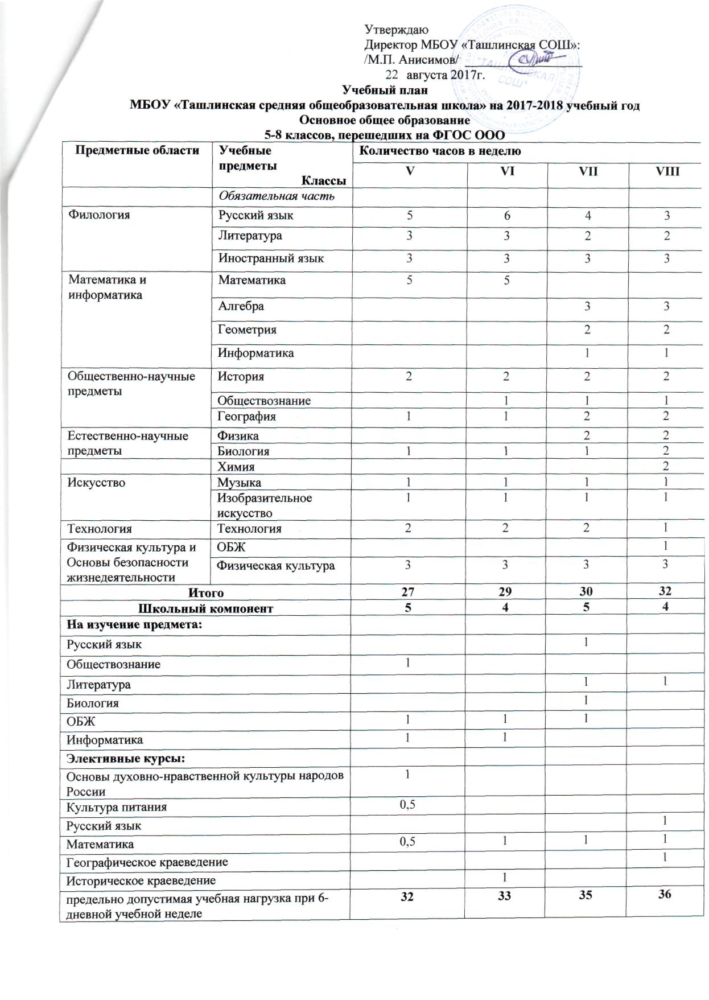 Утверждаю
Директор МБОУ «Ташлинская СОШ»:
/М.П. Анисимов/
22 августа 2017г.
"ТАШЛИНСКАЯ
СОШ"
Учебный план
МБОУ «Ташлинская средняя общеобразовательная школа» на 2017-2018 учебный год
Основное общее образование
5-8 классов, перешедших на ФГОС ООО
Предметные области Учебные предметы Классы Количество часов в неделю
V VI VII VIII
Обязательная часть
Филология Русский язык 5 6 4 3
Литература 3 3 2 2
Иностранный язык 3 3 3 3
Математика и информатика Математика 5 5
Алгебра 3 3
Геометрия 2 2
Информатика 1 1
Общественно-научные предметы История 2 2 2 2
Обществознание 1 1 1
География 1 1 2 2
Естественно-научные предметы Физика 2 2
Биология 1 1 1 2
Химия 2
Искусство Музыка 1 1 1 1
Изобразительное искусство 1 1 1 1
Технология Технология 2 2 2 1
Физическая культура и Основы безопасности жизнедеятельности ОБЖ 1
Физическая культура 3 3 3 3
Итого 27 29 30 32
Школьный компонент 5 4 5 4
На изучение предмета:
Русский язык 1
Обществознание 1
Литература 1 1
Биология 1
ОБЖ 1 1 1
Информатика 1 1
Элективные курсы:
Основы духовно-нравственной культуры народов
России 1
Культура питания 0,5
Русский язык 1
Математика 0,5 1 1 1
Географическое краеведение 1
Историческое краеведение 1
предельно допустимая учебная нагрузка при 6-
дневной учебной неделе 32 33 35 36